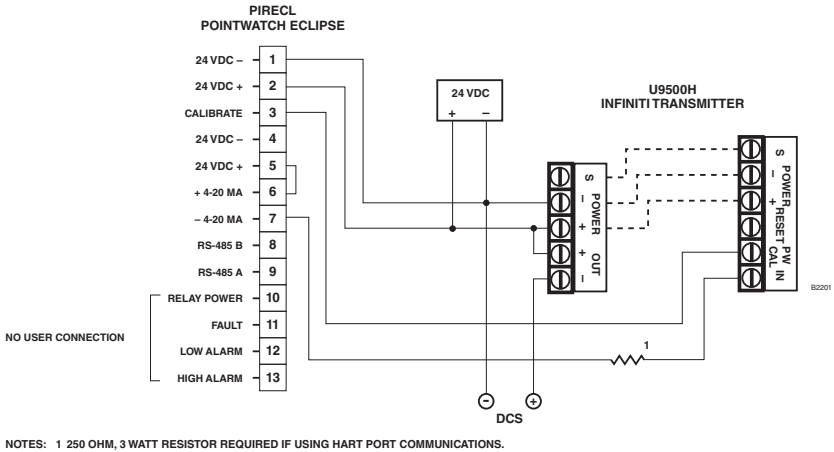 PIRECL
POINTWATCH ECLIPSE
24 VDC – 1
24 VDC + 2
CALIBRATE 3
24 VDC – 4
24 VDC + 5
+ 4-20 MA 6
– 4-20 MA 7
RS-485 B 8
RS-485 A 9
RELAY POWER 10
FAULT 11
LOW ALARM 12
HIGH ALARM 13
NO USER CONNECTION
24 VDC
+ –
U9500H
INFINITI TRANSMITTER
S
–
POWER
+
+
OUT
–
S
–
POWER
+
RESET
PW
CAL
IN
B2201
1
– +
DCS
NOTES: 1 250 OHM, 3 WATT RESISTOR REQUIRED IF USING HART PORT COMMUNICATIONS.